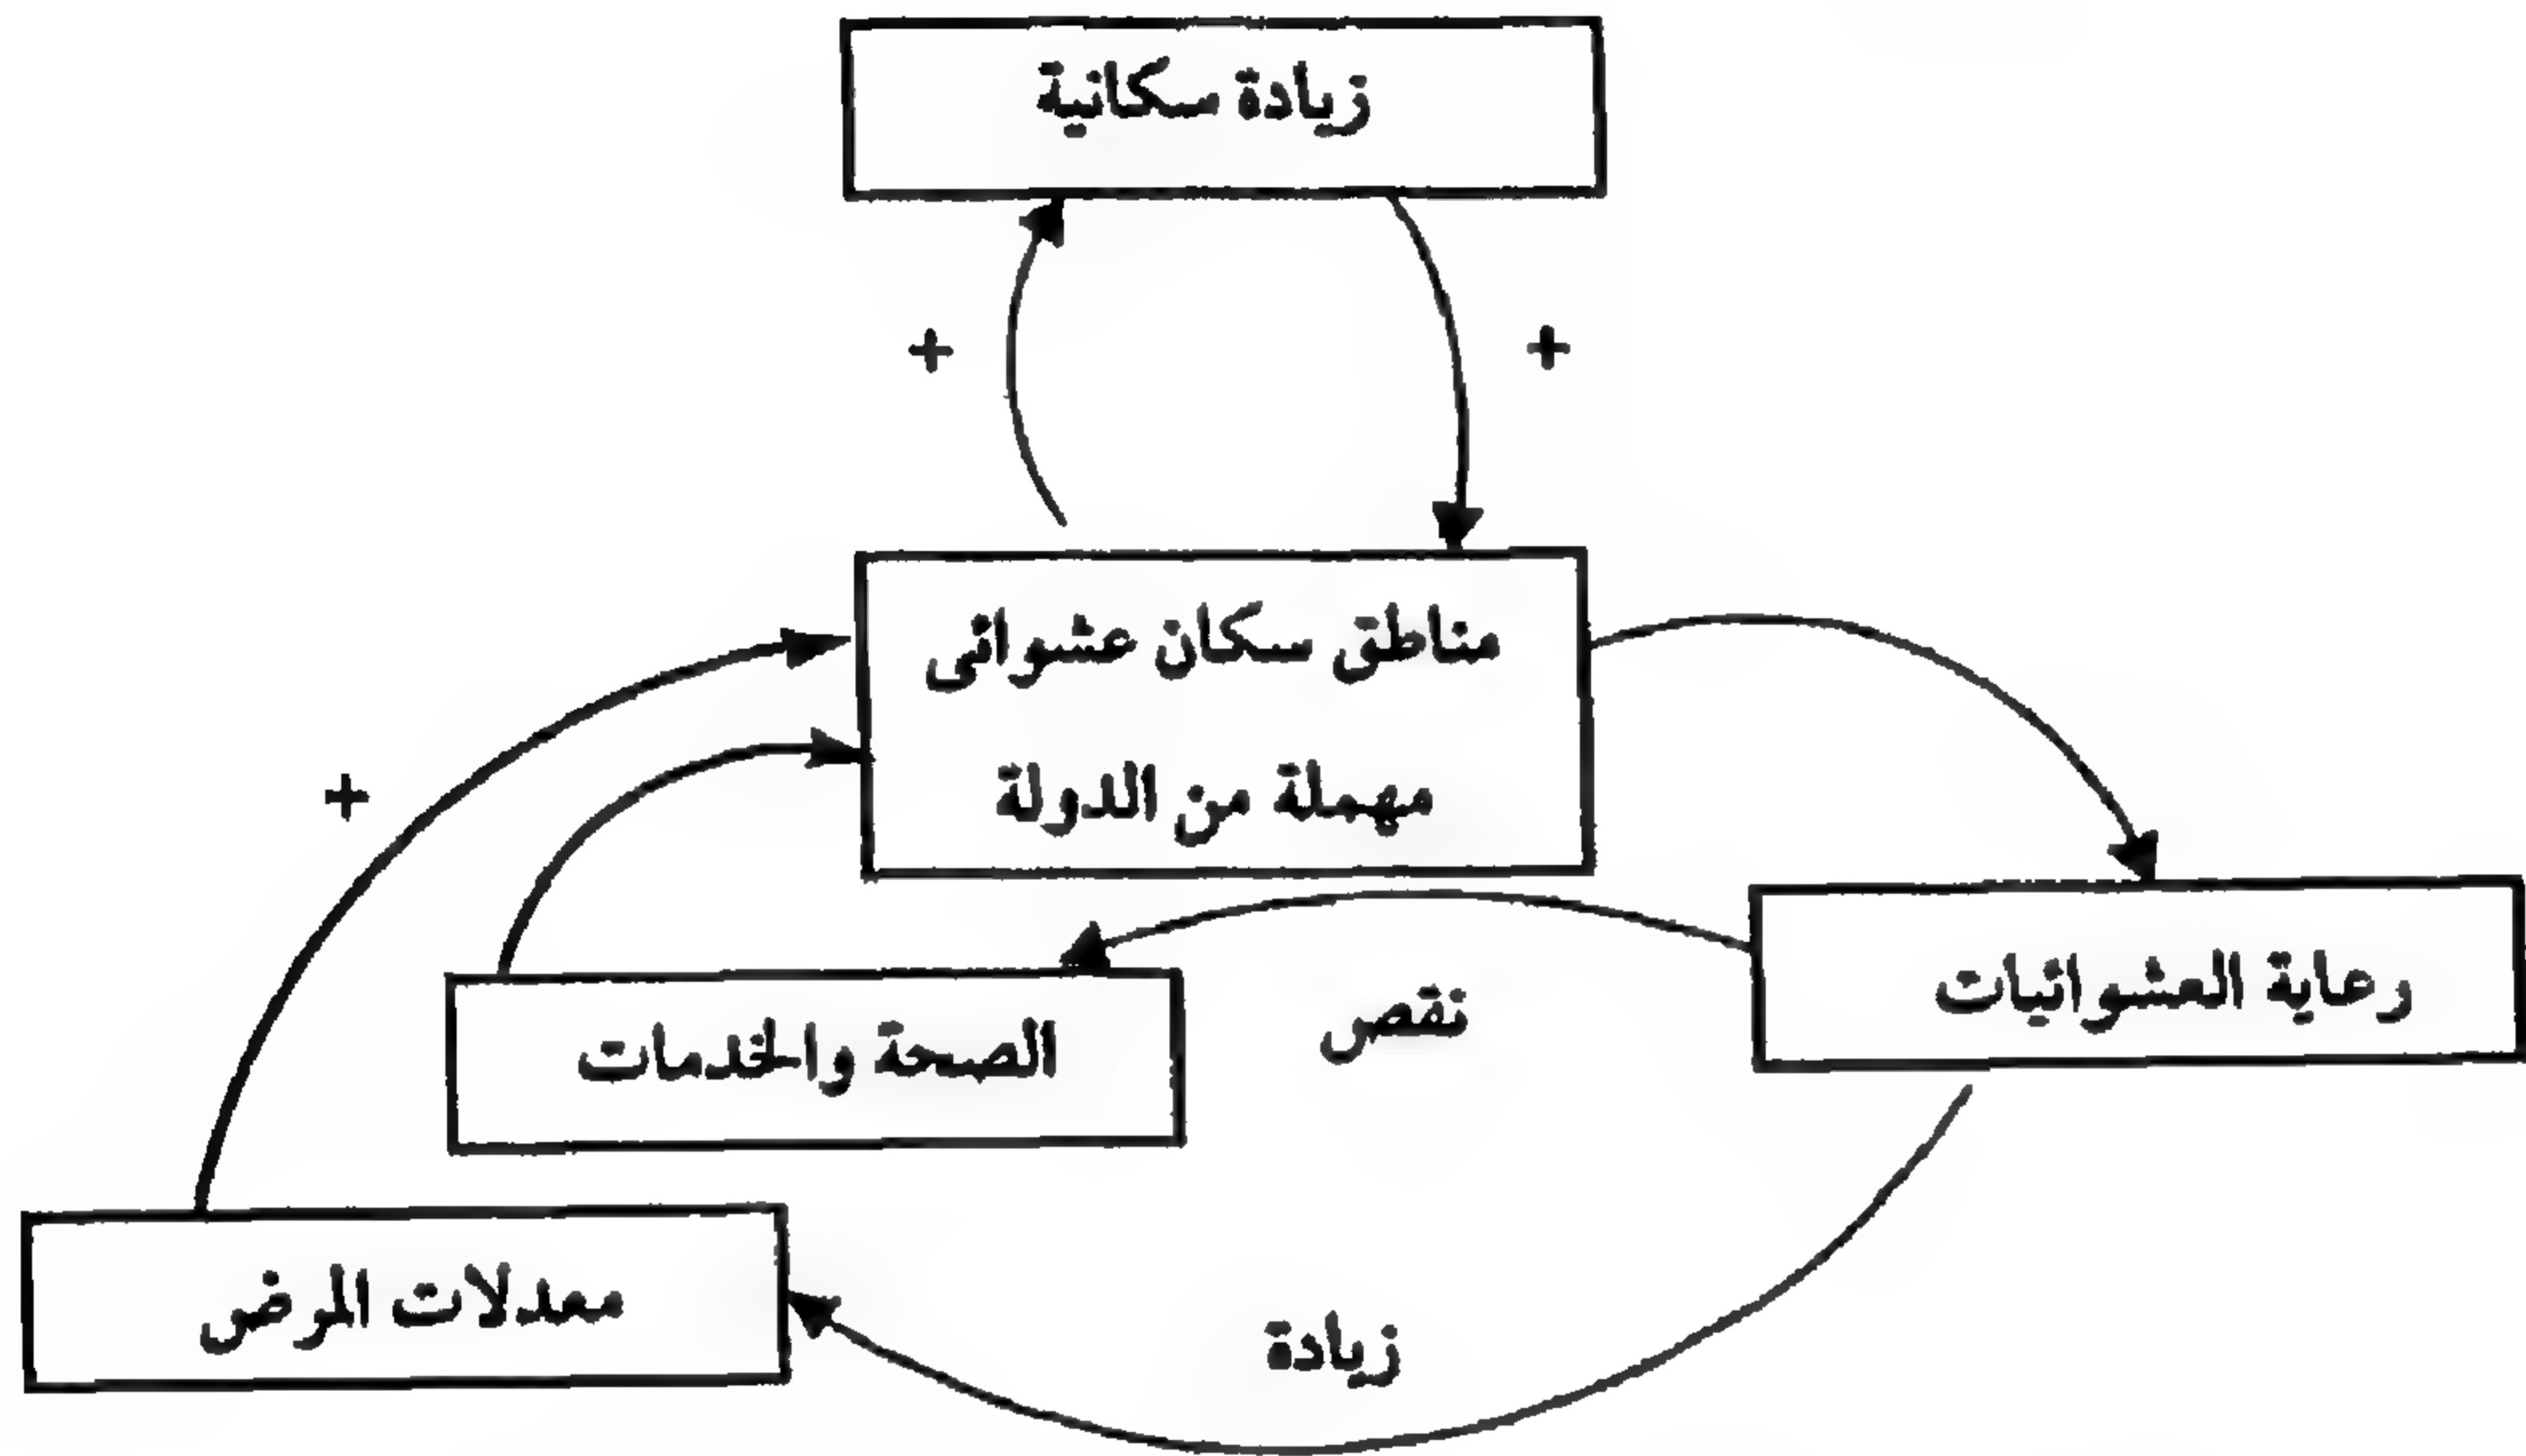 زيادة سكانية
+
+
مناطق سكان عشوائى
مهملة من الدولة
+
رعاية العشوائيات
نقص
الصحة والخدمات
معدلات المرض
زيادة